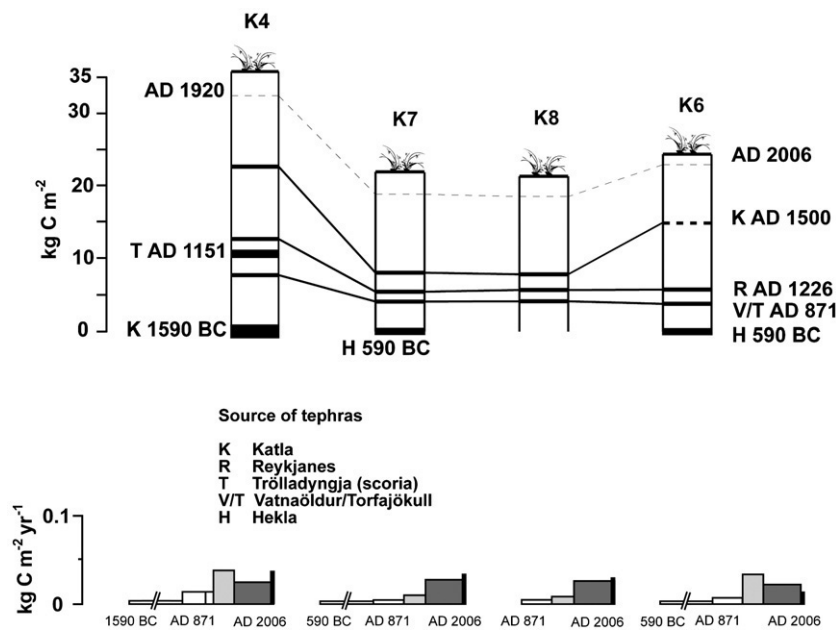 K4
K7
K8
K6
35
30
20
10
5
0
kg C m⁻²
AD 1920
T AD 1151
K 1590 BC
H 590 BC
AD 2006
K AD 1500
R AD 1226
V/T AD 871
H 590 BC
Source of tephras
K Katla
R Reykjanes
T Trölladyngja (scoria)
V/T Vatnaöldur/Torfajökull
H Hekla
0.1
0
kg C m⁻² yr⁻¹
1590 BC AD 871 AD 2006
590 BC AD 871 AD 2006
AD 871 AD 2006
590 BC AD 871 AD 2006